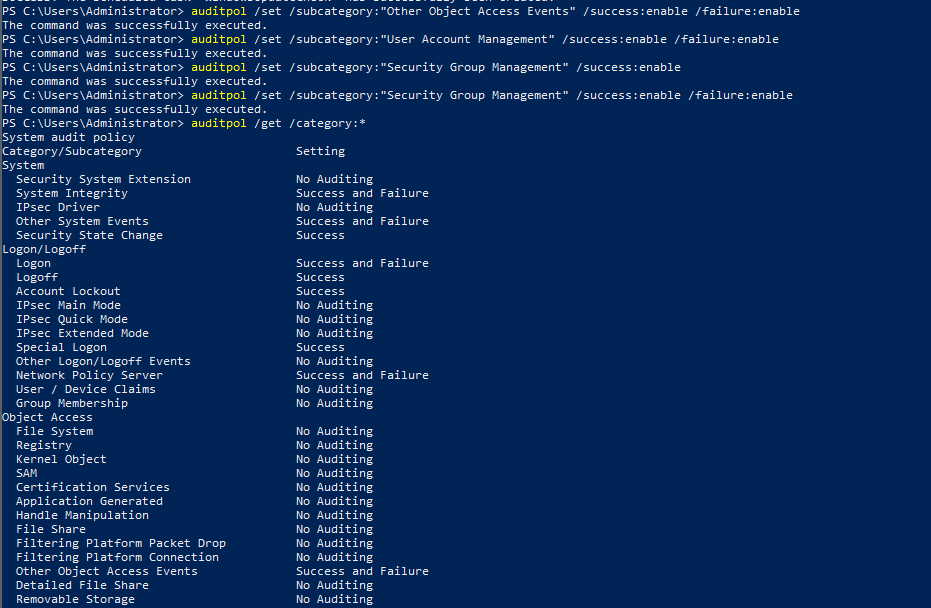 PS C:\Users\Administrator> auditpol /set /subcategory:"Other Object Access Events" /success:enable /failure:enable
The command was successfully executed.
PS C:\Users\Administrator> auditpol /set /subcategory:"User Account Management" /success:enable /failure:enable
The command was successfully executed.
PS C:\Users\Administrator> auditpol /set /subcategory:"Security Group Management" /success:enable
The command was successfully executed.
PS C:\Users\Administrator> auditpol /set /subcategory:"Security Group Management" /success:enable /failure:enable
The command was successfully executed.
PS C:\Users\Administrator> auditpol /get /category:*
System audit policy
Category/Subcategory                      Setting
System
  Security System Extension               No Auditing
  System Integrity                        Success and Failure
  IPsec Driver                            No Auditing
  Other System Events                     Success and Failure
  Security State Change                   Success
Logon/Logoff
  Logon                                   Success and Failure
  Logoff                                  Success
  Account Lockout                         Success
  IPsec Main Mode                         No Auditing
  IPsec Quick Mode                        No Auditing
  IPsec Extended Mode                     No Auditing
  Special Logon                           Success
  Other Logon/Logoff Events               No Auditing
  Network Policy Server                   Success and Failure
  User / Device Claims                    No Auditing
  Group Membership                        No Auditing
Object Access
  File System                             No Auditing
  Registry                                No Auditing
  Kernel Object                           No Auditing
  SAM                                     No Auditing
  Certification Services                  No Auditing
  Application Generated                   No Auditing
  Handle Manipulation                     No Auditing
  File Share                              No Auditing
  Filtering Platform Packet Drop          No Auditing
  Filtering Platform Connection           No Auditing
  Other Object Access Events              Success and Failure
  Detailed File Share                     No Auditing
  Removable Storage                       No Auditing